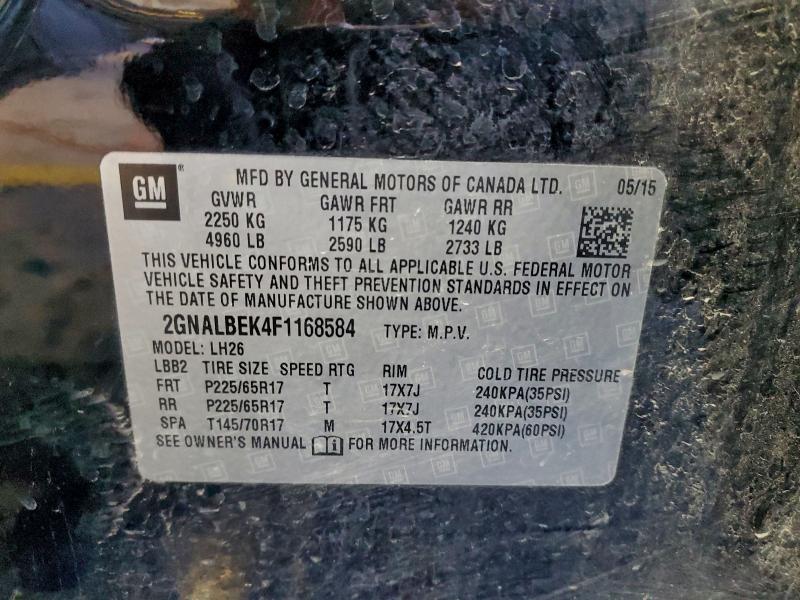 GM ®
MFD BY GENERAL MOTORS OF CANADA LTD. 05/15
GVWR GAWR FRT GAWR RR
2250 KG 1175 KG 1240 KG
4960 LB 2590 LB 2733 LB
THIS VEHICLE CONFORMS TO ALL APPLICABLE U.S. FEDERAL MOTOR
VEHICLE SAFETY AND THEFT PREVENTION STANDARDS IN EFFECT ON
THE DATE OF MANUFACTURE SHOWN ABOVE.
2GNALBEK4F1168584 TYPE: M.P.V.
MODEL: LH26
LBB2 TIRE SIZE SPEED RTG RIM COLD TIRE PRESSURE
FRT P225/65R17 T 17X7J 240KPA(35PSI)
RR P225/65R17 T 17X7J 240KPA(35PSI)
SPA T145/70R17 M 17X4.5T 420KPA(60PSI)
SEE OWNER'S MANUAL FOR MORE INFORMATION.